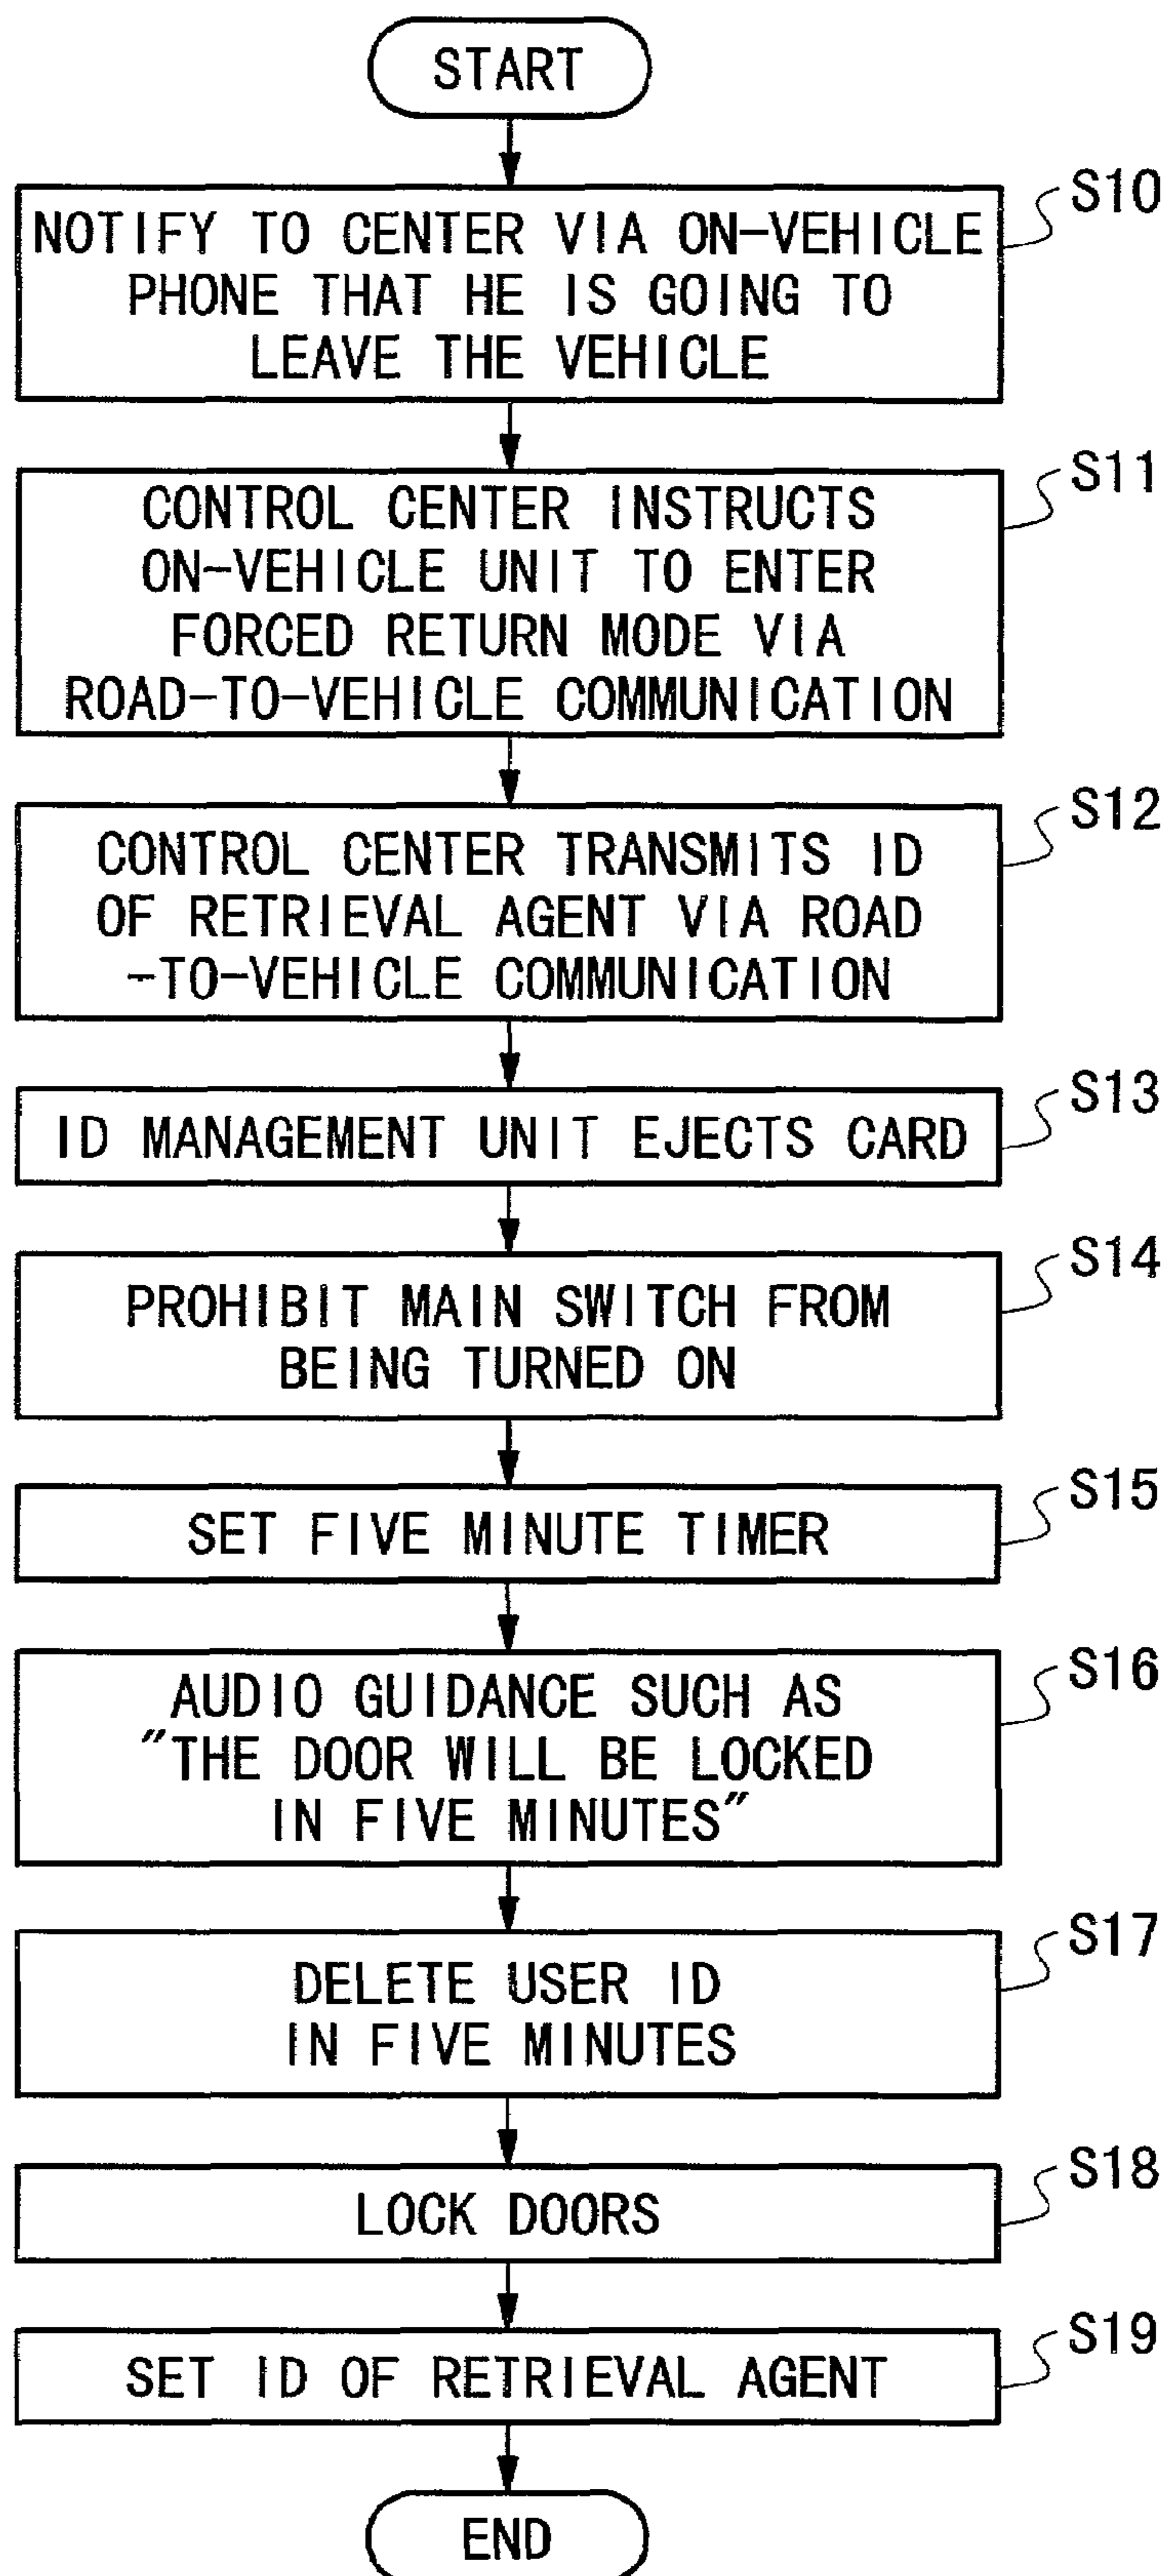 START
S10
NOTIFY TO CENTER VIA ON-VEHICLE
PHONE THAT HE IS GOING TO
LEAVE THE VEHICLE
S11
CONTROL CENTER INSTRUCTS
ON-VEHICLE UNIT TO ENTER
FORCED RETURN MODE VIA
ROAD-TO-VEHICLE COMMUNICATION
S12
CONTROL CENTER TRANSMITS ID
OF RETRIEVAL AGENT VIA ROAD
-TO-VEHICLE COMMUNICATION
S13
ID MANAGEMENT UNIT EJECTS CARD
S14
PROHIBIT MAIN SWITCH FROM
BEING TURNED ON
S15
SET FIVE MINUTE TIMER
S16
AUDIO GUIDANCE SUCH AS
"THE DOOR WILL BE LOCKED
IN FIVE MINUTES"
S17
DELETE USER ID
IN FIVE MINUTES
S18
LOCK DOORS
S19
SET ID OF RETRIEVAL AGENT
END